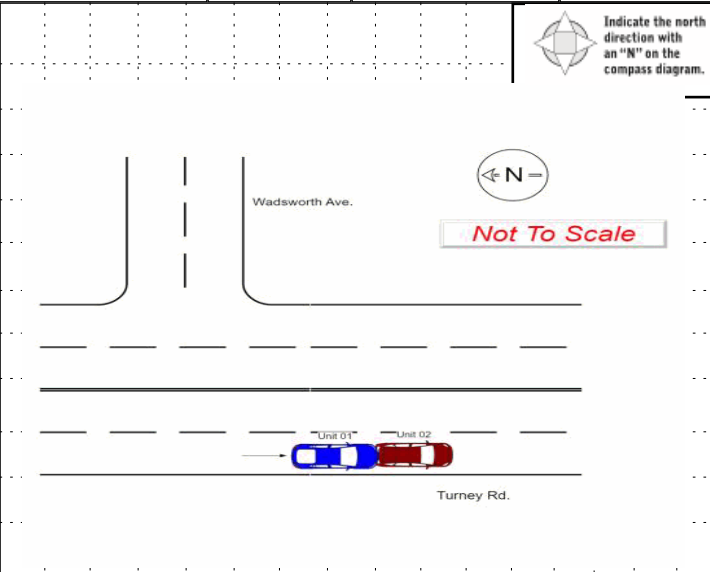 Indicate the north
direction with
an “N” on the
compass diagram.
N
Wadsworth Ave.
Not To Scale
Unit 01
Unit 02
Turney Rd.